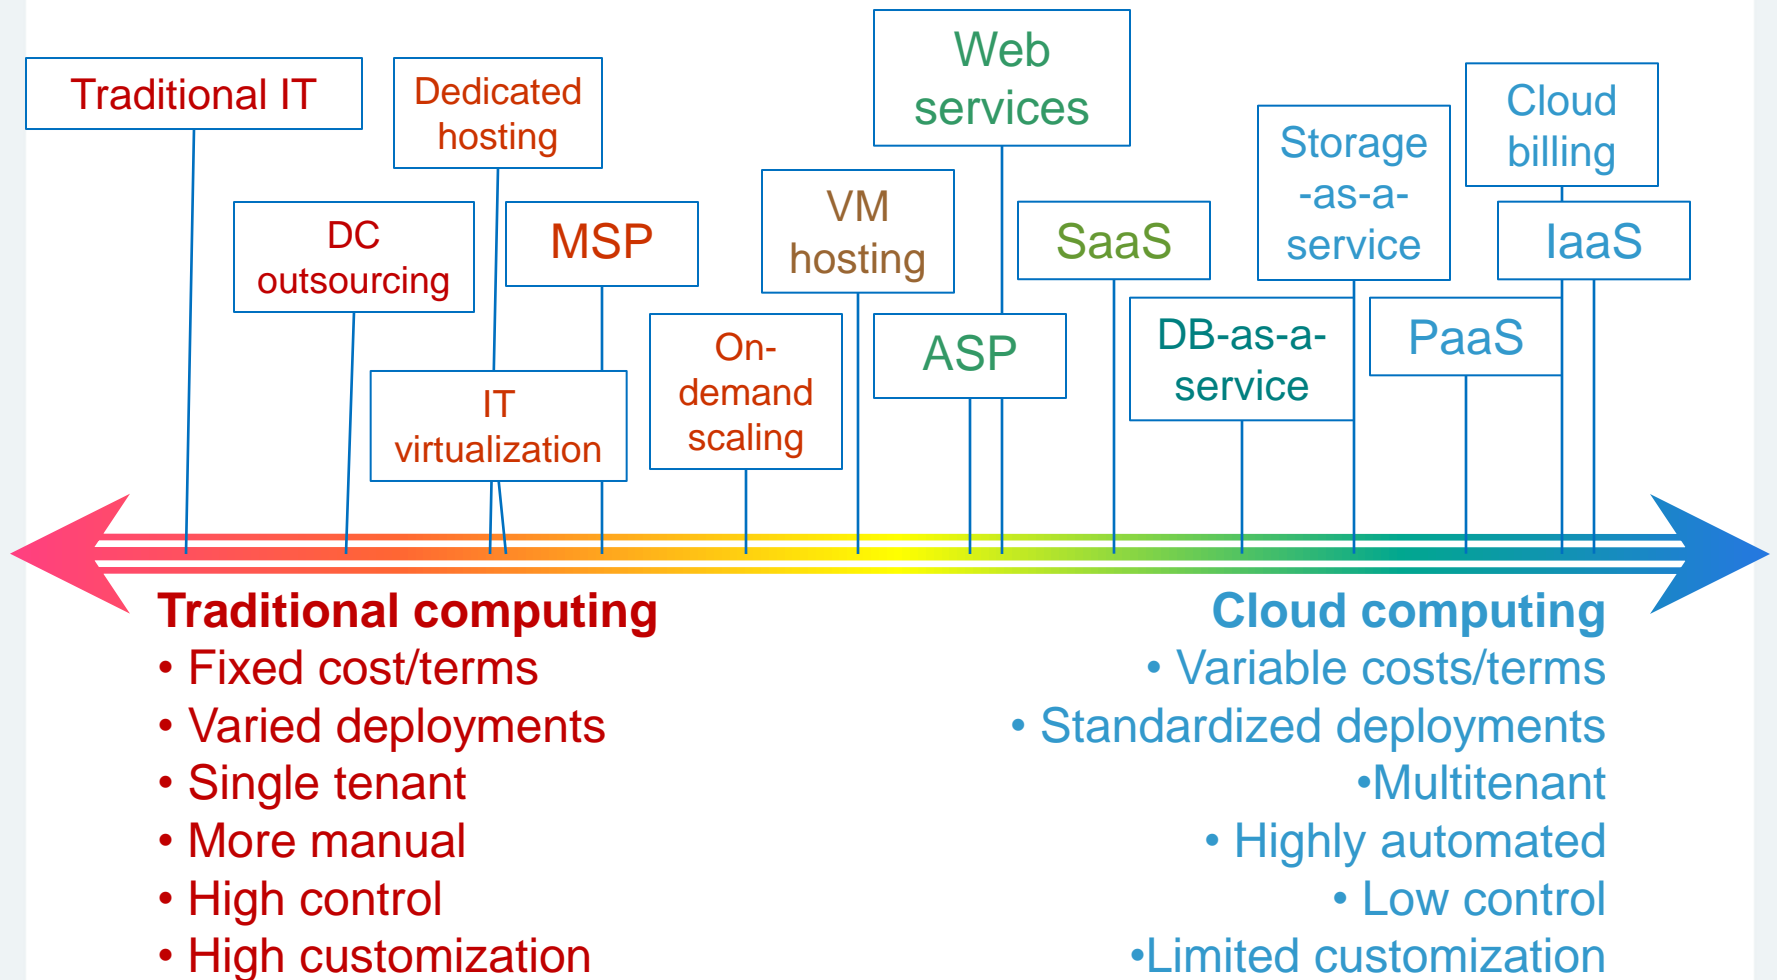 Traditional IT
Dedicated
hosting
Web
services
Cloud
billing
Storage
-as-a-
service
DC
outsourcing
MSP
VM
hosting
SaaS
IaaS
IT
virtualization
On-
demand
scaling
ASP
DB-as-a-
service
PaaS
Traditional computing
• Fixed cost/terms
• Varied deployments
• Single tenant
• More manual
• High control
• High customization
Cloud computing
• Variable costs/terms
• Standardized deployments
•Multitenant
• Highly automated
• Low control
•Limited customization